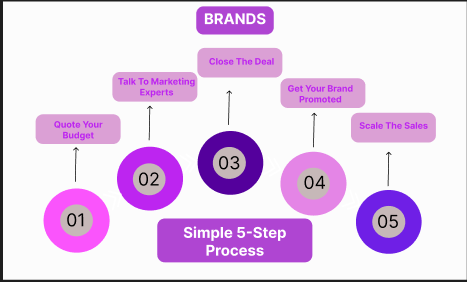 BRANDS
Quote Your
Budget
01
Talk To Marketing
Experts
02
Close The Deal
03
Get Your Brand
Promoted
04
Scale The Sales
05
Simple 5-Step
Process